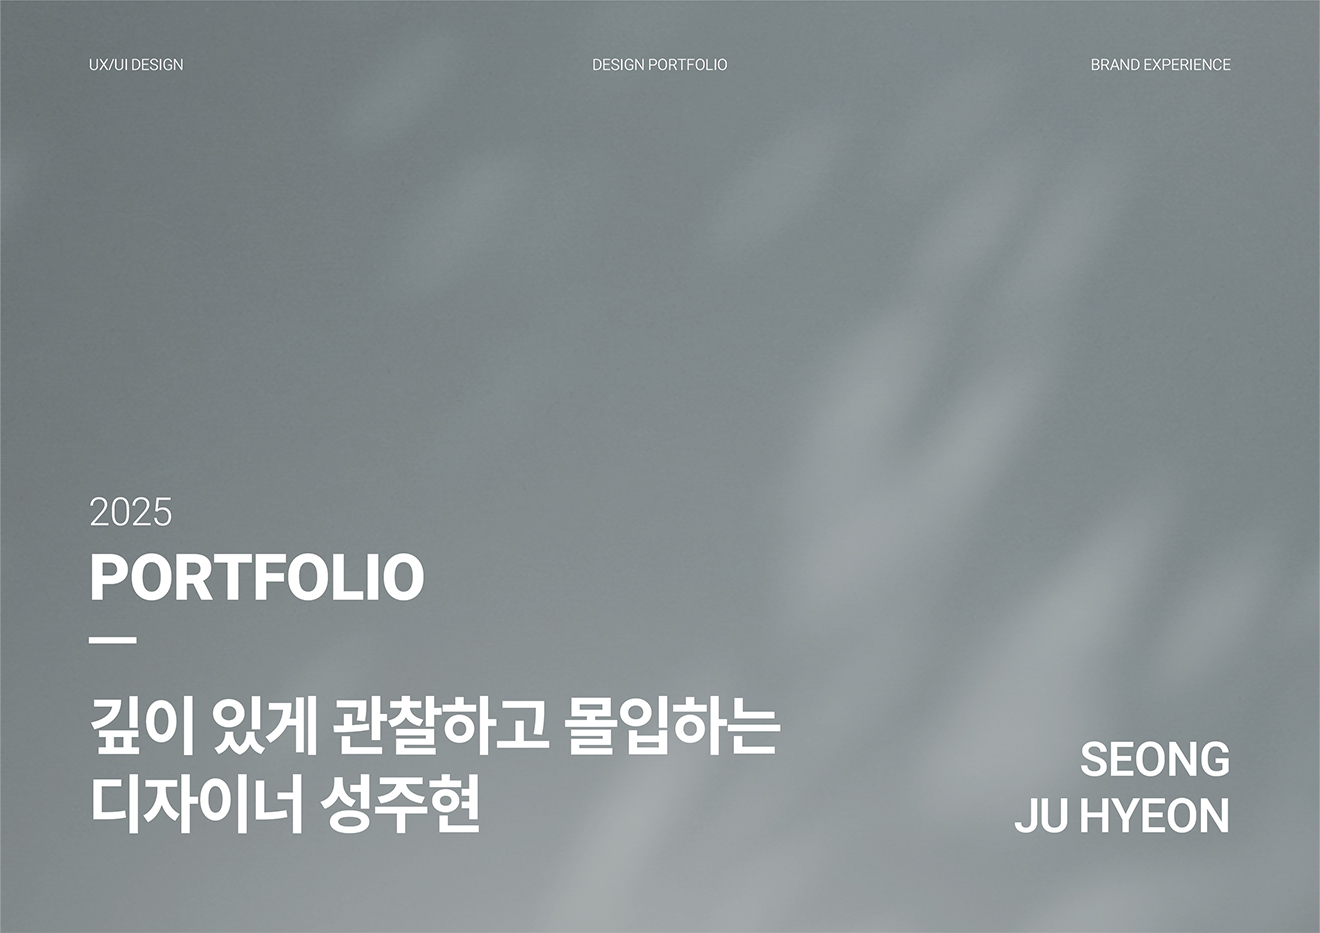 UX/UI DESIGN
DESIGN PORTFOLIO
BRAND EXPERIENCE
2025
PORTFOLIO
깊이 있게 관찰하고 몰입하는
디자이너 성주현
SEONG
JU HYEON